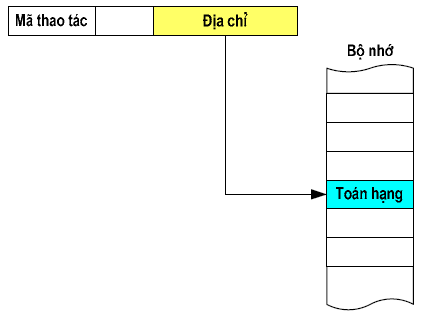 Mã thao tác
Địa chỉ
Bộ nhớ
Toán hạng